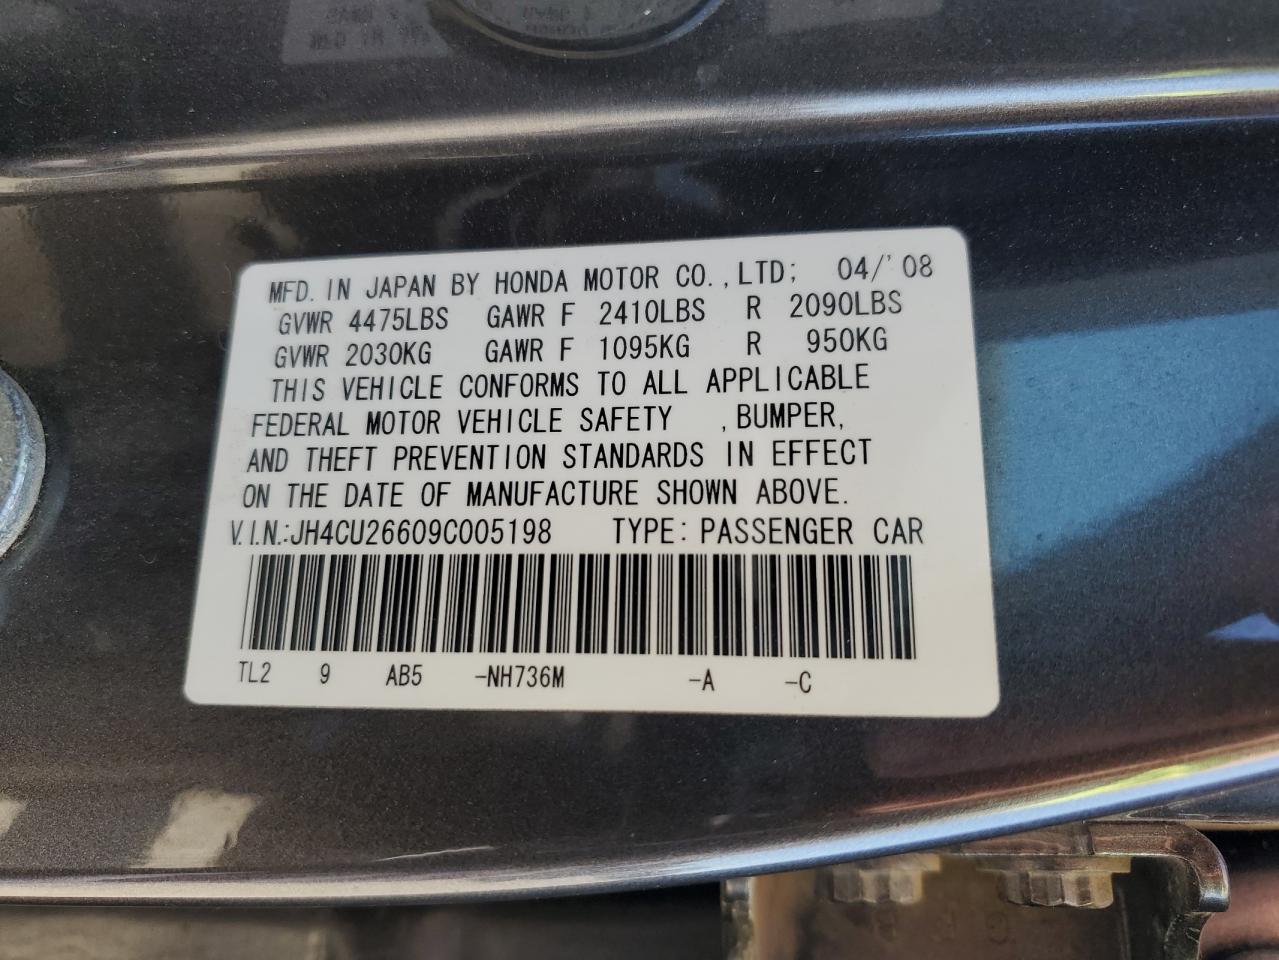 MFD. IN JAPAN BY HONDA MOTOR CO.,LTD; 04/'08
GVWR 4475LBS GAWR F 2410LBS R 2090LBS
GVWR 2030KG GAWR F 1095KG R 950KG
THIS VEHICLE CONFORMS TO ALL APPLICABLE
FEDERAL MOTOR VEHICLE SAFETY ,BUMPER,
AND THEFT PREVENTION STANDARDS IN EFFECT
ON THE DATE OF MANUFACTURE SHOWN ABOVE.
V.I.N.:JH4CU26609C005198 TYPE: PASSENGER CAR
TL2 9 AB5 -NH736M -A -C